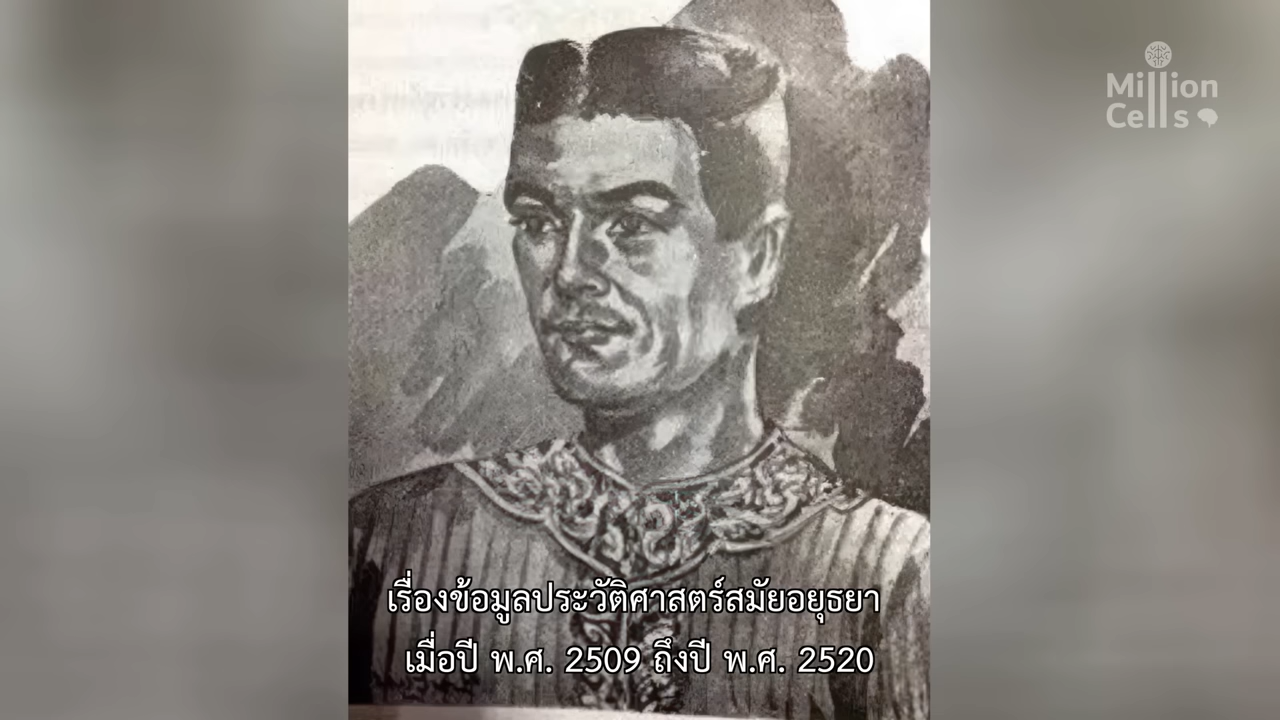 Million
Cells
เรื่องข้อมูลประวัติศาสตร์สมัยอยุธยา
เมื่อปี พ.ศ. 2509 ถึงปี พ.ศ. 2520